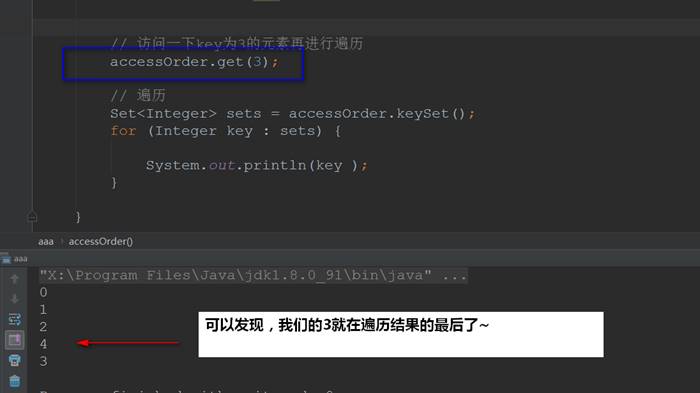 // 访问一下key为3的元素再进行遍历
accessOrder.get(3);
// 遍历
Set<Integer> sets = accessOrder.keySet();
for (Integer key : sets) {
System.out.println(key );
}
}
aaa › accessOrder()
aaa
"X:\Program Files\Java\jdk1.8.0_91\bin\java" ...
0
1
2
4
3
可以发现，我们的3就在遍历结果的最后了~